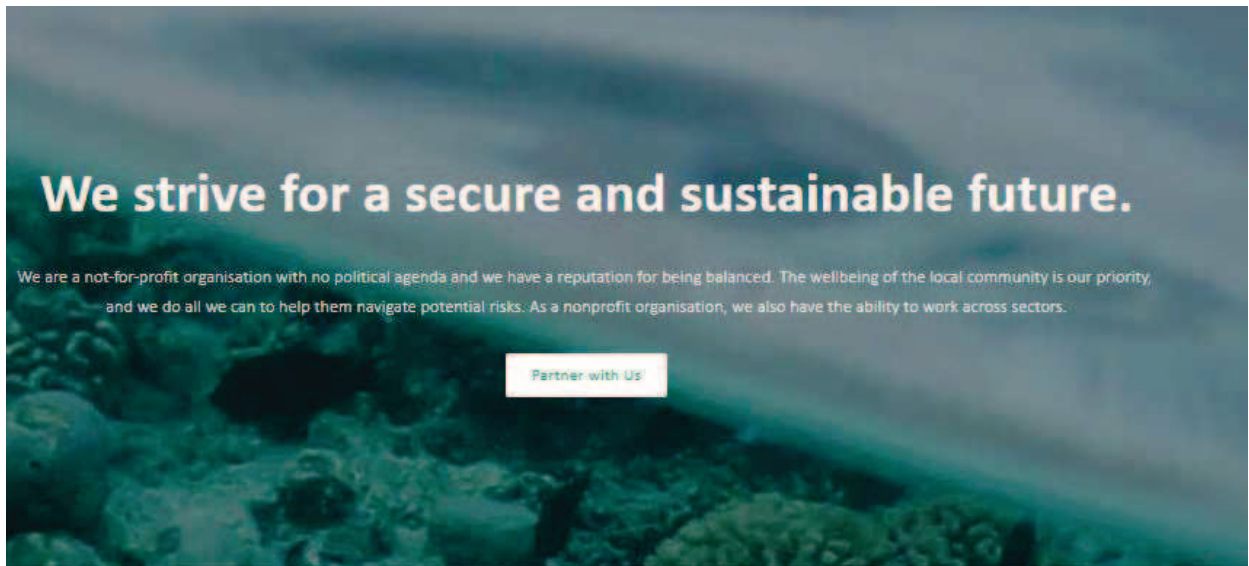 We strive for a secure and sustainable future.
We are a not-for-profit organisation with no political agenda and we have a reputation for being balanced. The wellbeing of the local community is our priority,
and we do all we can to help them navigate potential risks. As a nonprofit organisation, we also have the ability to work across sectors.
Partner with Us